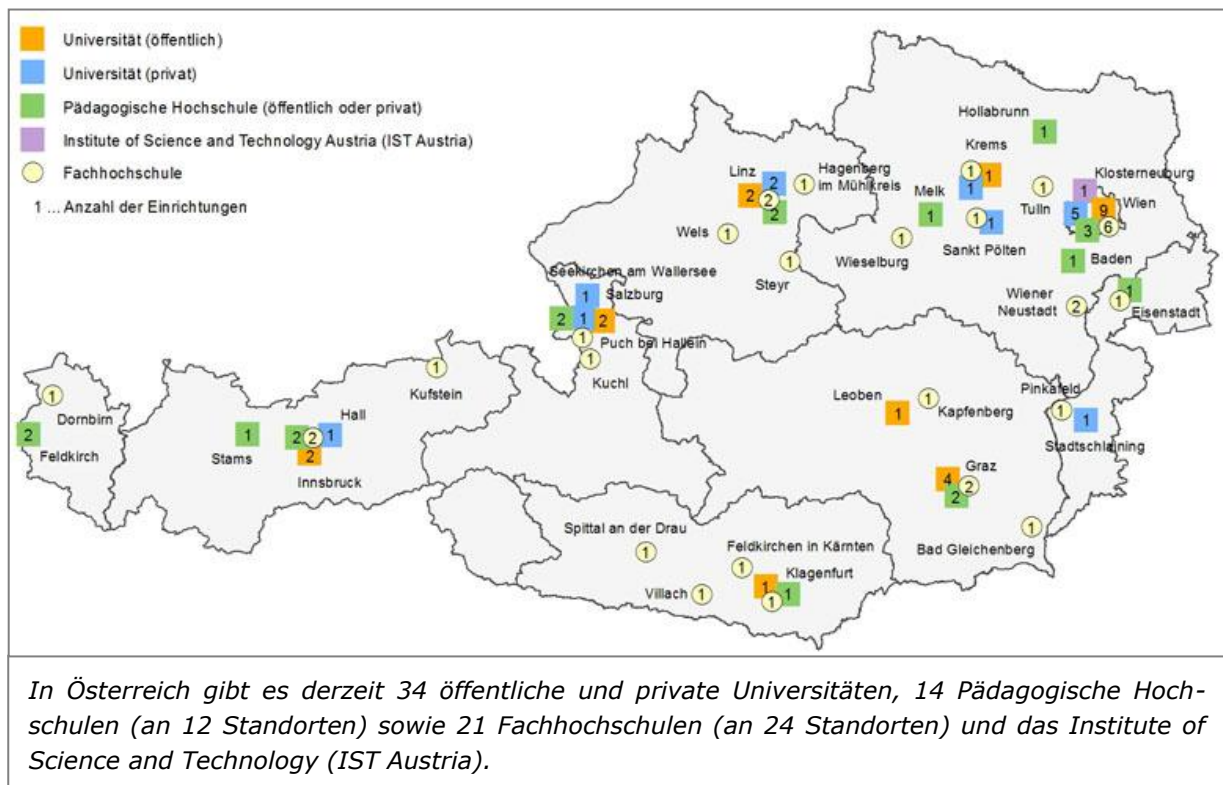 Universität (öffentlich)
Universität (privat)
Pädagogische Hochschule (öffentlich oder privat)
Institute of Science and Technology Austria (IST Austria)
Fachhochschule
1 ... Anzahl der Einrichtungen
Hollabrunn
1
Krems
1
1
1
Linz
2
2
2
2
Hagenberg
im Mühlkreis
1
Melk
1
Tulln
1
Klosterneuburg
1
Wien
5
9
3
6
Wels
1
Steyr
1
Wieselburg
1
Sankt Pölten
1
1
Baden
1
Wiener
Neustadt
2
Eisenstadt
1
1
Seekirchen am Wallersee
1
Salzburg
2
1
2
Puch bei Hallein
1
Kuchl
1
Kufstein
1
Dornbirn
1
Feldkirch
2
Stams
1
Hall
1
Innsbruck
2
2
2
Leoben
1
Kapfenberg
1
Pinkafeld
1
Stadtschlaining
1
Graz
4
2
2
Bad Gleichenberg
1
Spittal an der Drau
1
Feldkirchen in Kärnten
1
Villach
1
Klagenfurt
1
1
1
In Österreich gibt es derzeit 34 öffentliche und private Universitäten, 14 Pädagogische Hoch-
schulen (an 12 Standorten) sowie 21 Fachhochschulen (an 24 Standorten) und das Institute of
Science and Technology (IST Austria).